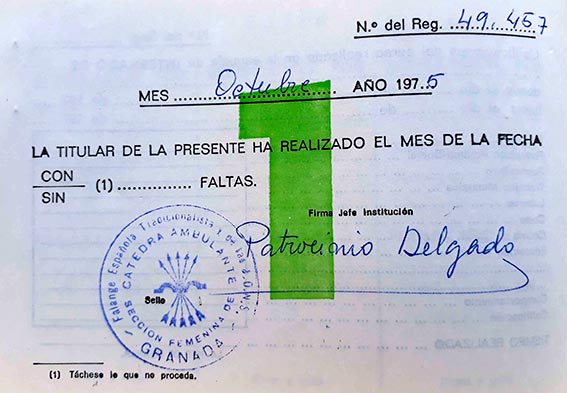 N.º del Reg. 49.457
MES Octubre AÑO 1975
1
LA TITULAR DE LA PRESENTE HA REALIZADO EL MES DE LA FECHA
CON
SIN
(1) .............. FALTAS.
Firma Jefe Institución
Patrocinio Delgado
Falange Española Tradicionalista y de las J.O.N.S.
CATEDRA AMBULANTE
SECCION FEMENINA DE
GRANADA
Sello
(1) Táchese lo que no proceda.